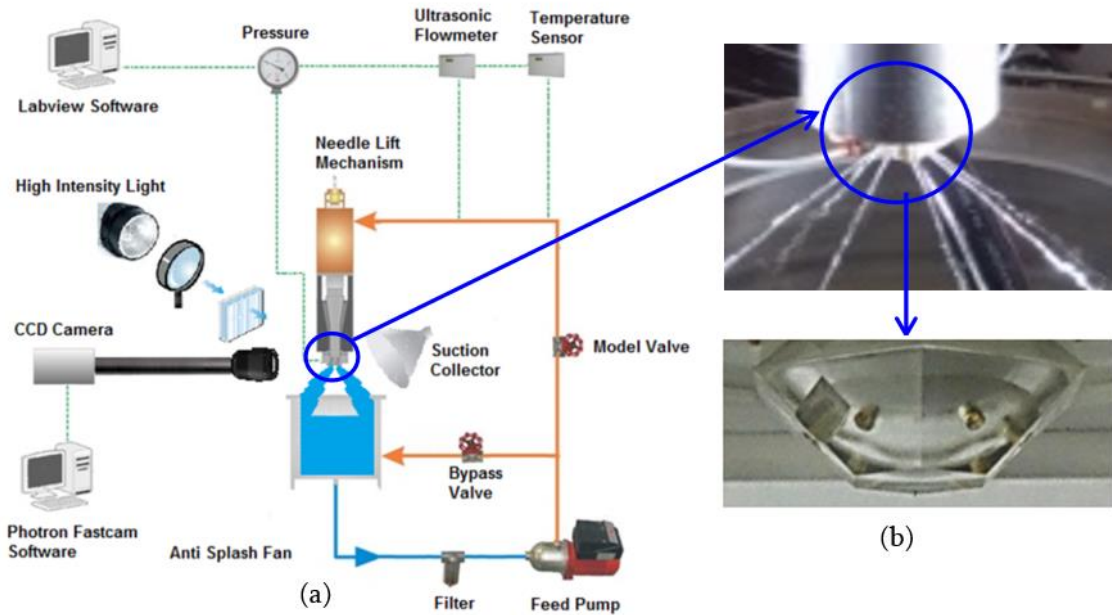 Ultrasonic
Flowmeter
Temperature
Sensor
Pressure
Labview Software
Needle Lift
Mechanism
High Intensity Light
CCD Camera
Suction
Collector
Model Valve
Bypass
Valve
Photron Fastcam
Software
Anti Splash Fan
Filter
Feed Pump
(a)
(b)